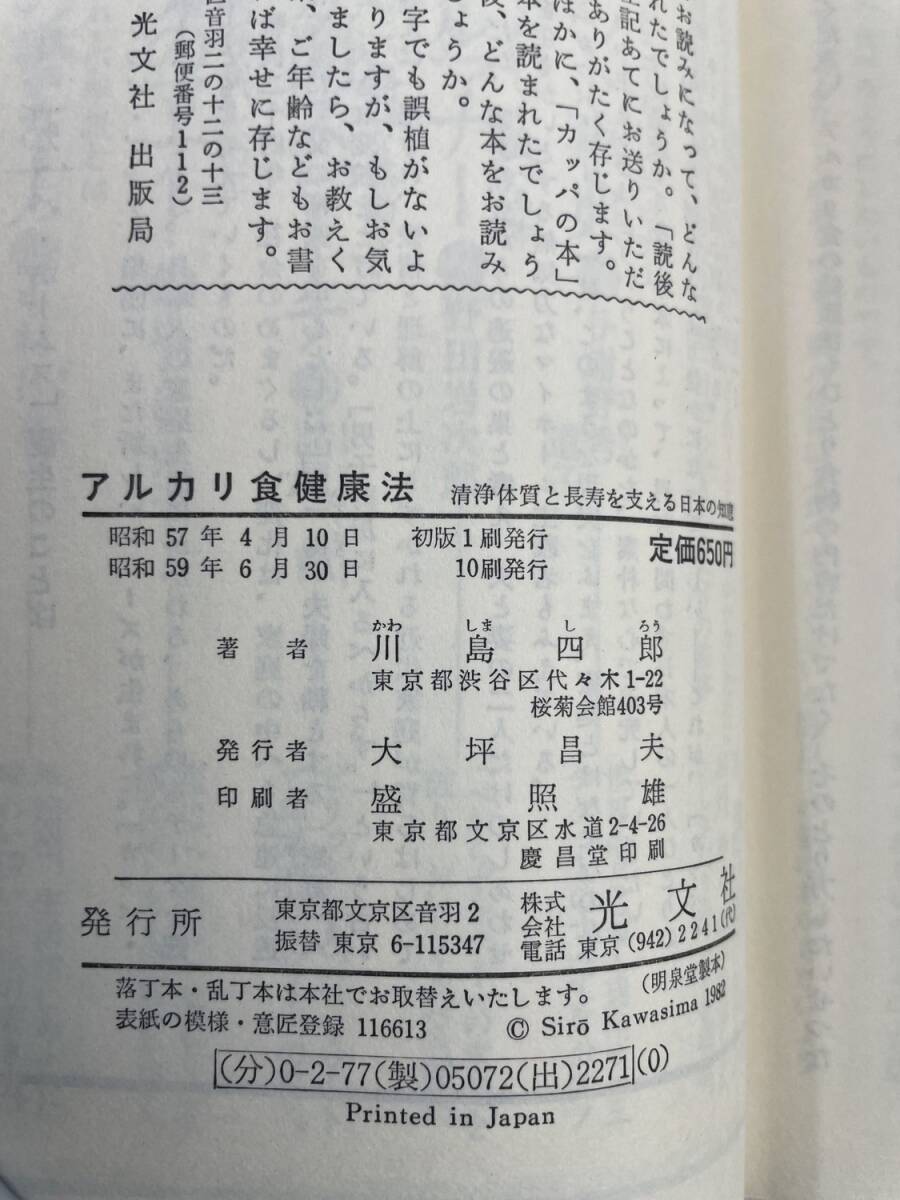 お読みになって、どんな
れたでしょうか。「読後
記あてにお送りいただ
ありがたく存じます。
ほかに、「カッパの本」
本を読まれたでしょう
後、どんな本をお読み
しょうか。
字でも誤植がないよ
りますが、もしお気
ましたら、お教えく
、ご年齢などもお書
ば幸せに存じます。
区音羽二の十二の十三
（郵便番号112）
光文社 出版局
アルカリ食健康法 清浄体質と長寿を支える日本の知恵
定価650円
昭和57年4月10日 初版1刷発行
昭和59年6月30日 10刷発行
かわ しま し ろう
著者 川島四郎
東京都渋谷区代々木1-22
桜菊会館403号
発行者 大坪昌夫
印刷者 盛照雄
東京都文京区水道2-4-26
慶昌堂印刷
発行所 東京都文京区音羽2
振替 東京 6-115347
株式会社 光文社
電話 東京 (942) 2241(代)
落丁本・乱丁本は本社でお取替えいたします。 (明泉堂製本)
表紙の模様・意匠登録 116613 © Sirō Kawasima 1982
(分)0-2-77(製)05072(出)2271(0)
Printed in Japan